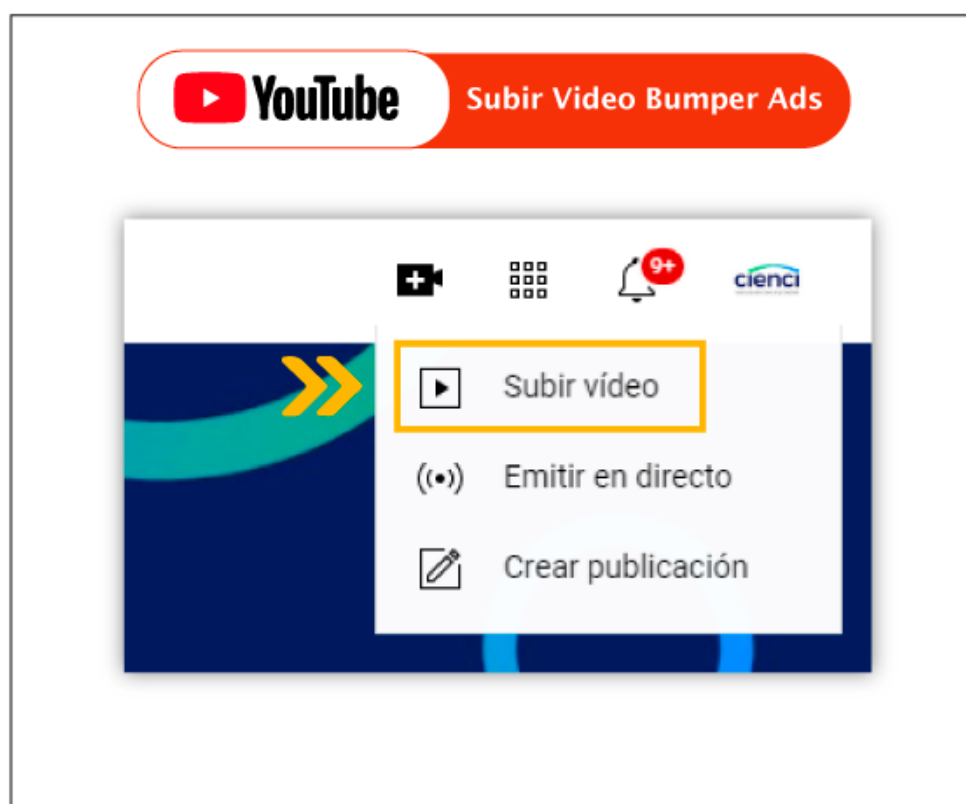 YouTube
Subir Video Bumper Ads
9+
cienci
Subir vídeo
Emitir en directo
Crear publicación